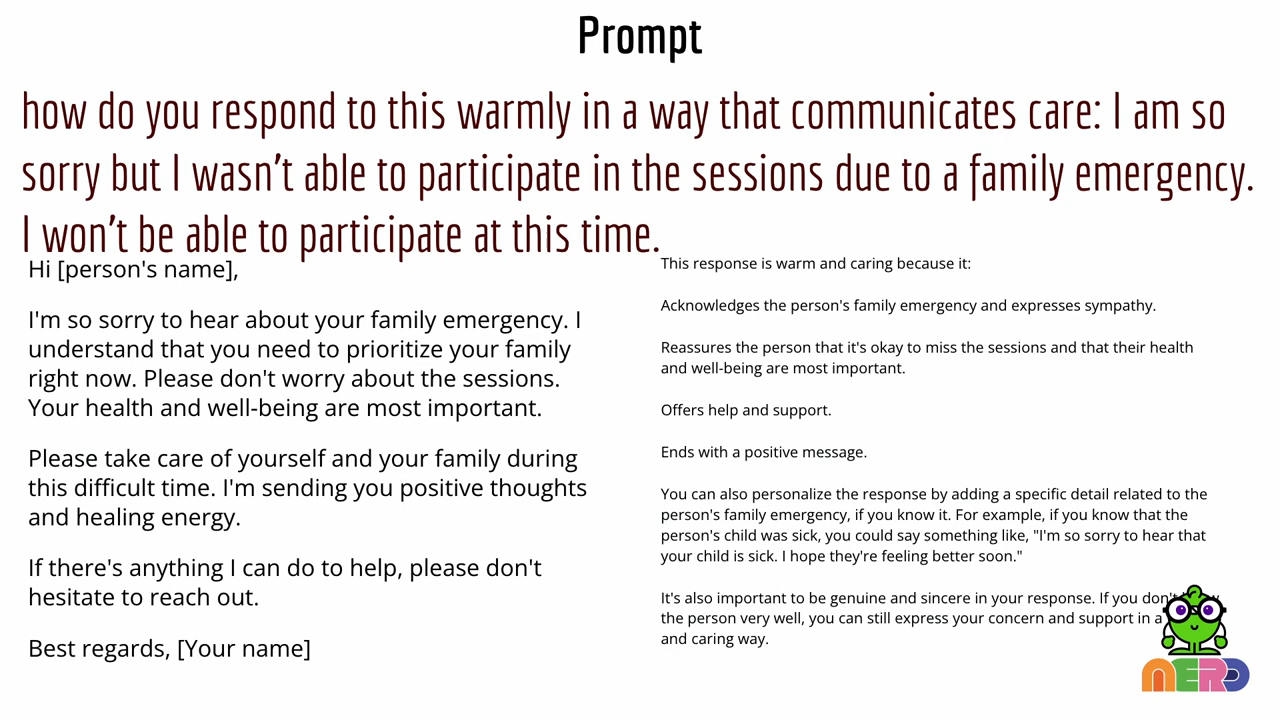 Prompt
how do you respond to this warmly in a way that communicates care: I am so
sorry but I wasn't able to participate in the sessions due to a family emergency.
I won't be able to participate at this time.
Hi [person's name],
I'm so sorry to hear about your family emergency. I
understand that you need to prioritize your family
right now. Please don't worry about the sessions.
Your health and well-being are most important.
Please take care of yourself and your family during
this difficult time. I'm sending you positive thoughts
and healing energy.
If there's anything I can do to help, please don't
hesitate to reach out.
Best regards, [Your name]
This response is warm and caring because it:
Acknowledges the person's family emergency and expresses sympathy.
Reassures the person that it's okay to miss the sessions and that their health
and well-being are most important.
Offers help and support.
Ends with a positive message.
You can also personalize the response by adding a specific detail related to the
person's family emergency, if you know it. For example, if you know that the
person's child was sick, you could say something like, "I'm so sorry to hear that
your child is sick. I hope they're feeling better soon."
It's also important to be genuine and sincere in your response. If you don't
the person very well, you can still express your concern and support in a
and caring way.
NERD